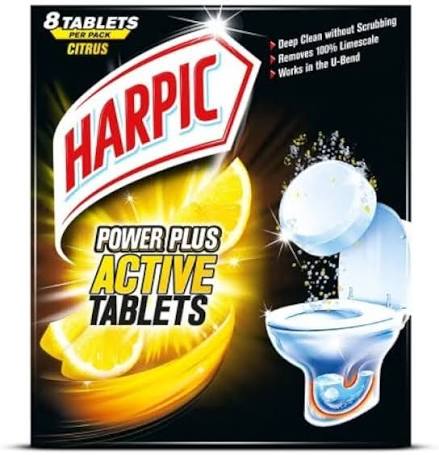 8 TABLETS
PER PACK
CITRUS
Deep Clean without Scrubbing
Removes 100% Limescale
Works in the U-Bend
HARPIC
POWER PLUS
ACTIVE
TABLETS